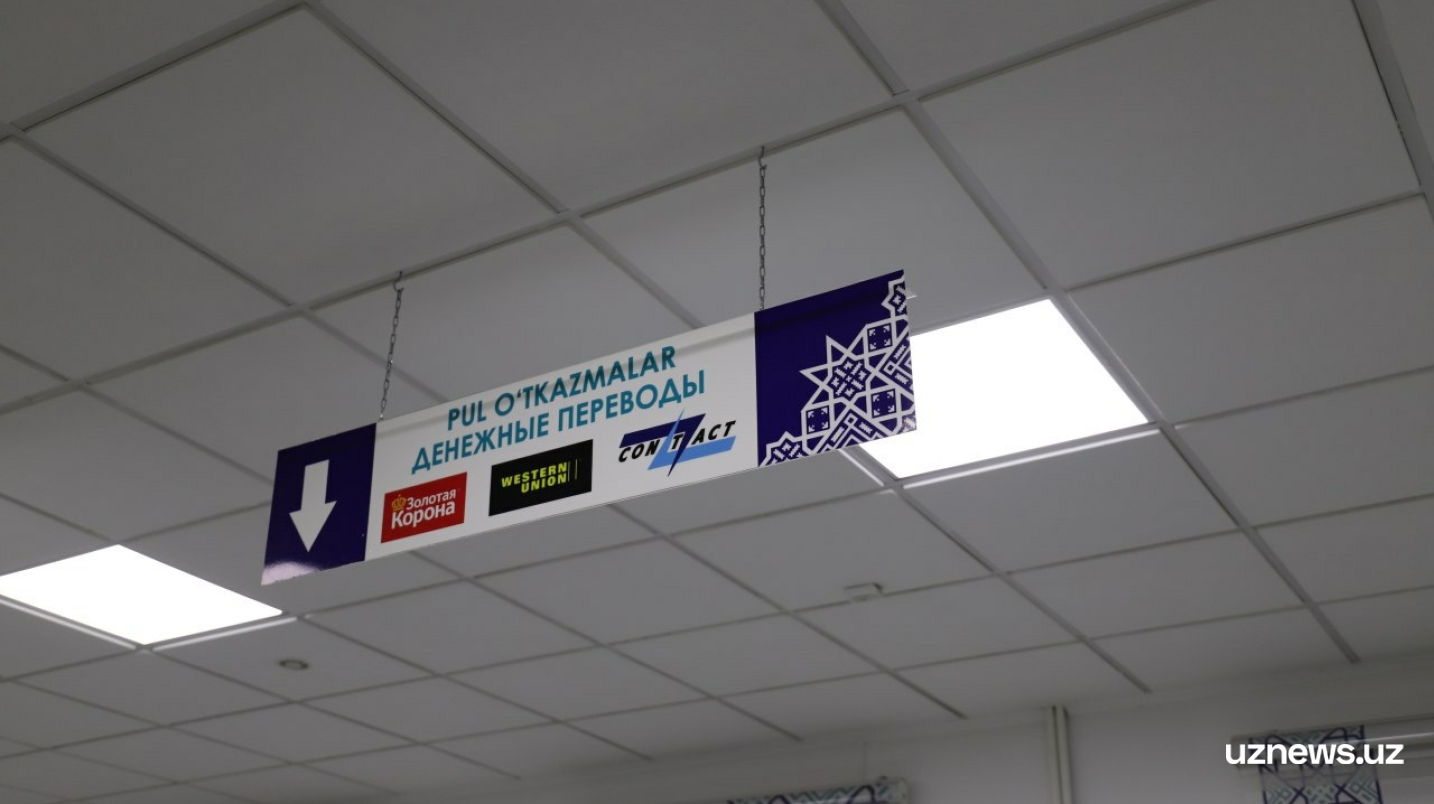 PUL O‘TKAZMALAR
ДЕНЕЖНЫЕ ПЕРЕВОДЫ
Золотая
Корона
WESTERN
UNION
CONTACT
uznews.uz